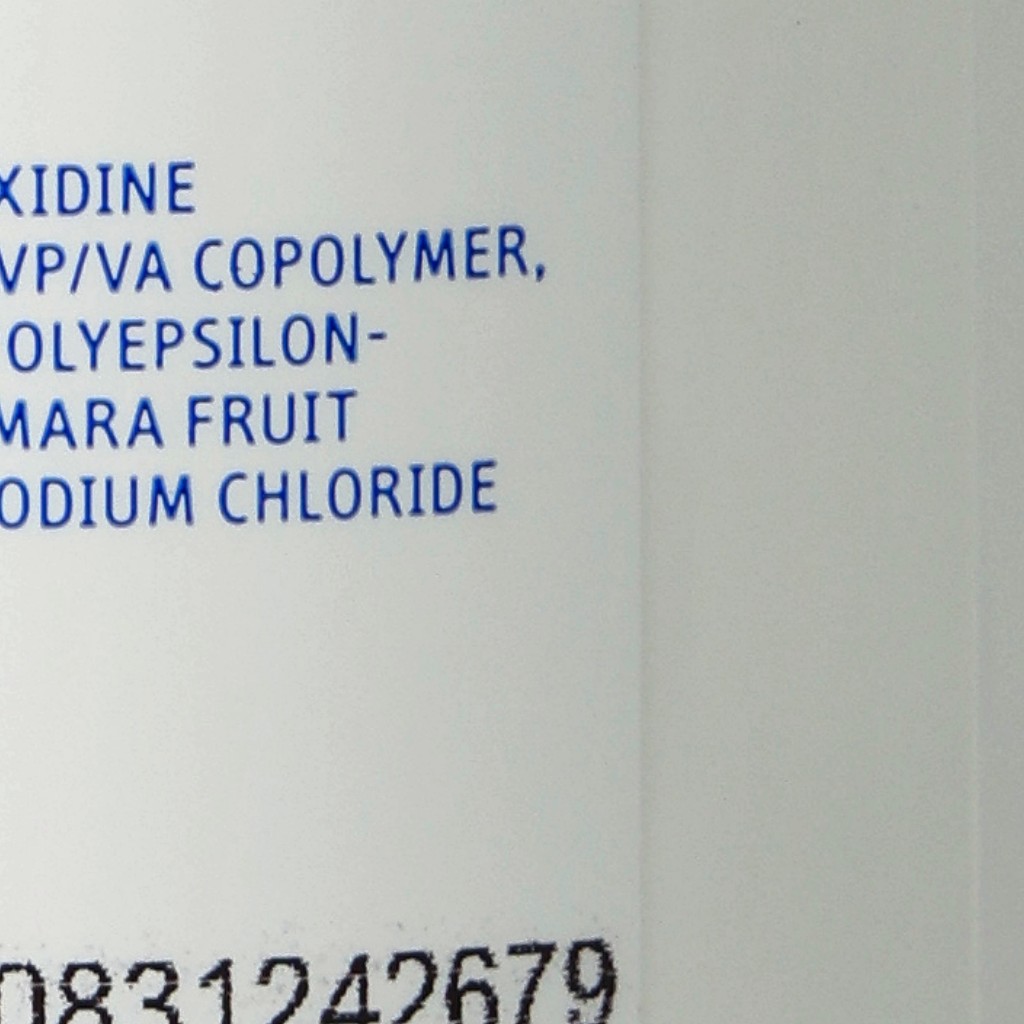 XIDINE
VP/VA COPOLYMER,
OLYEPSILON-
MARA FRUIT
ODIUM CHLORIDE
0831242679